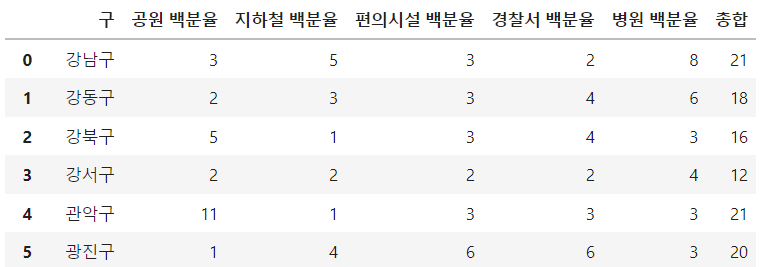 구 공원 백분율 지하철 백분율 편의시설 백분율 경찰서 백분율 병원 백분율 총합
0 강남구 3 5 3 2 8 21
1 강동구 2 3 3 4 6 18
2 강북구 5 1 3 4 3 16
3 강서구 2 2 2 2 4 12
4 관악구 11 1 3 3 3 21
5 광진구 1 4 6 6 3 20